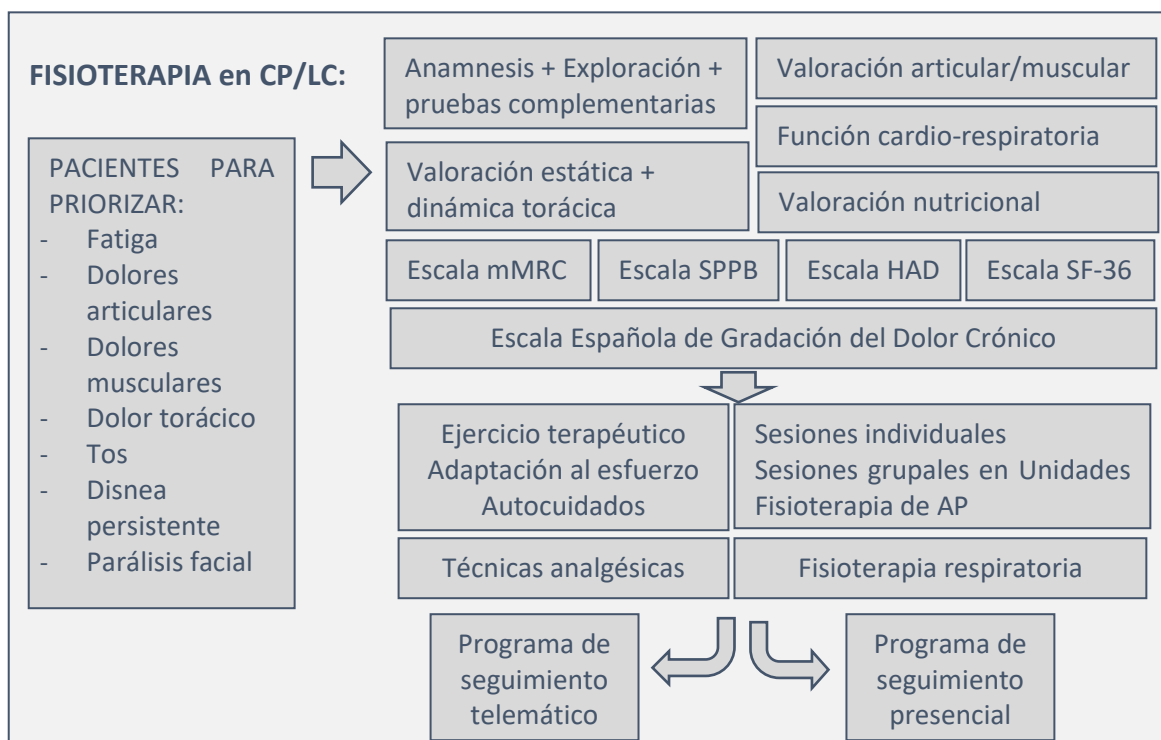 FISIOTERAPIA en CP/LC:
PACIENTES PARA
PRIORIZAR:
- Fatiga
- Dolores
articulares
- Dolores
musculares
- Dolor torácico
- Tos
- Disnea
persistente
- Parálisis facial
Anamnesis + Exploración +
pruebas complementarias
Valoración articular/muscular
Función cardio-respiratoria
Valoración estática +
dinámica torácica
Valoración nutricional
Escala mMRC
Escala SPPB
Escala HAD
Escala SF-36
Escala Española de Gradación del Dolor Crónico
Ejercicio terapéutico
Adaptación al esfuerzo
Autocuidados
Sesiones individuales
Sesiones grupales en Unidades
Fisioterapia de AP
Técnicas analgésicas
Fisioterapia respiratoria
Programa de
seguimiento
telemático
Programa de
seguimiento
presencial